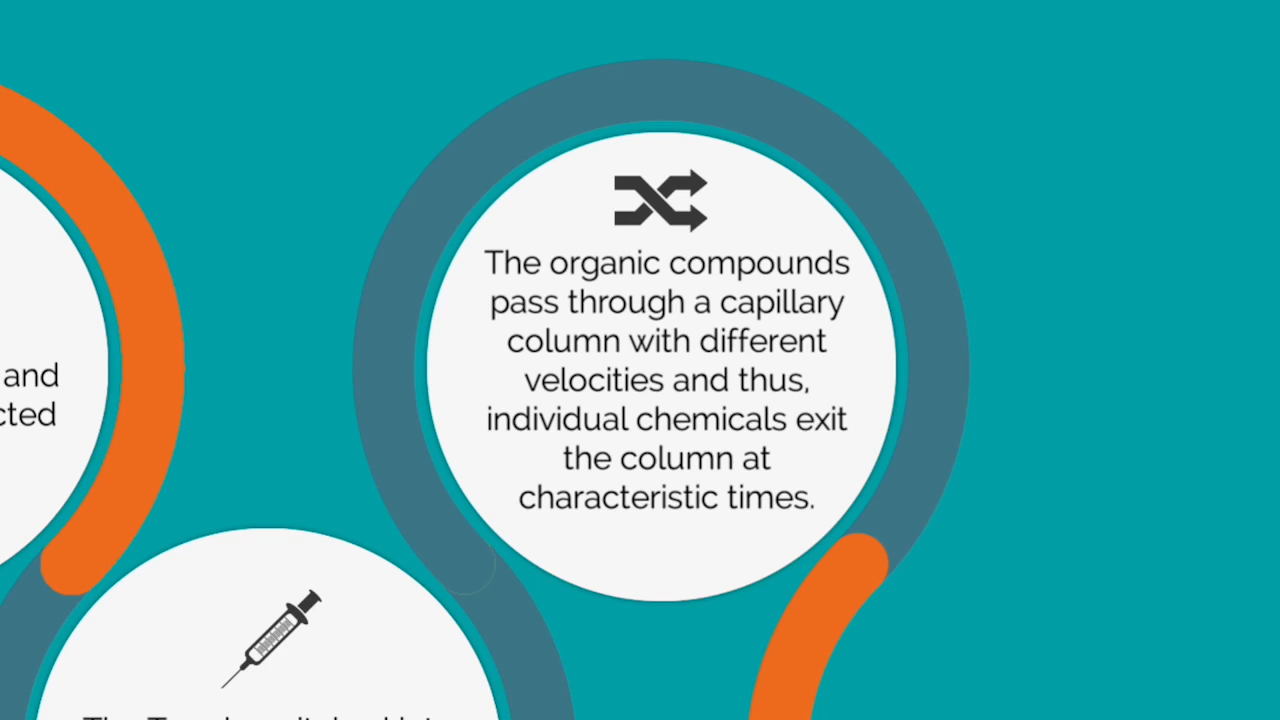 and
The organic compounds
pass through a capillary
column with different
velocities and thus,
individual chemicals exit
the column at
characteristic times.